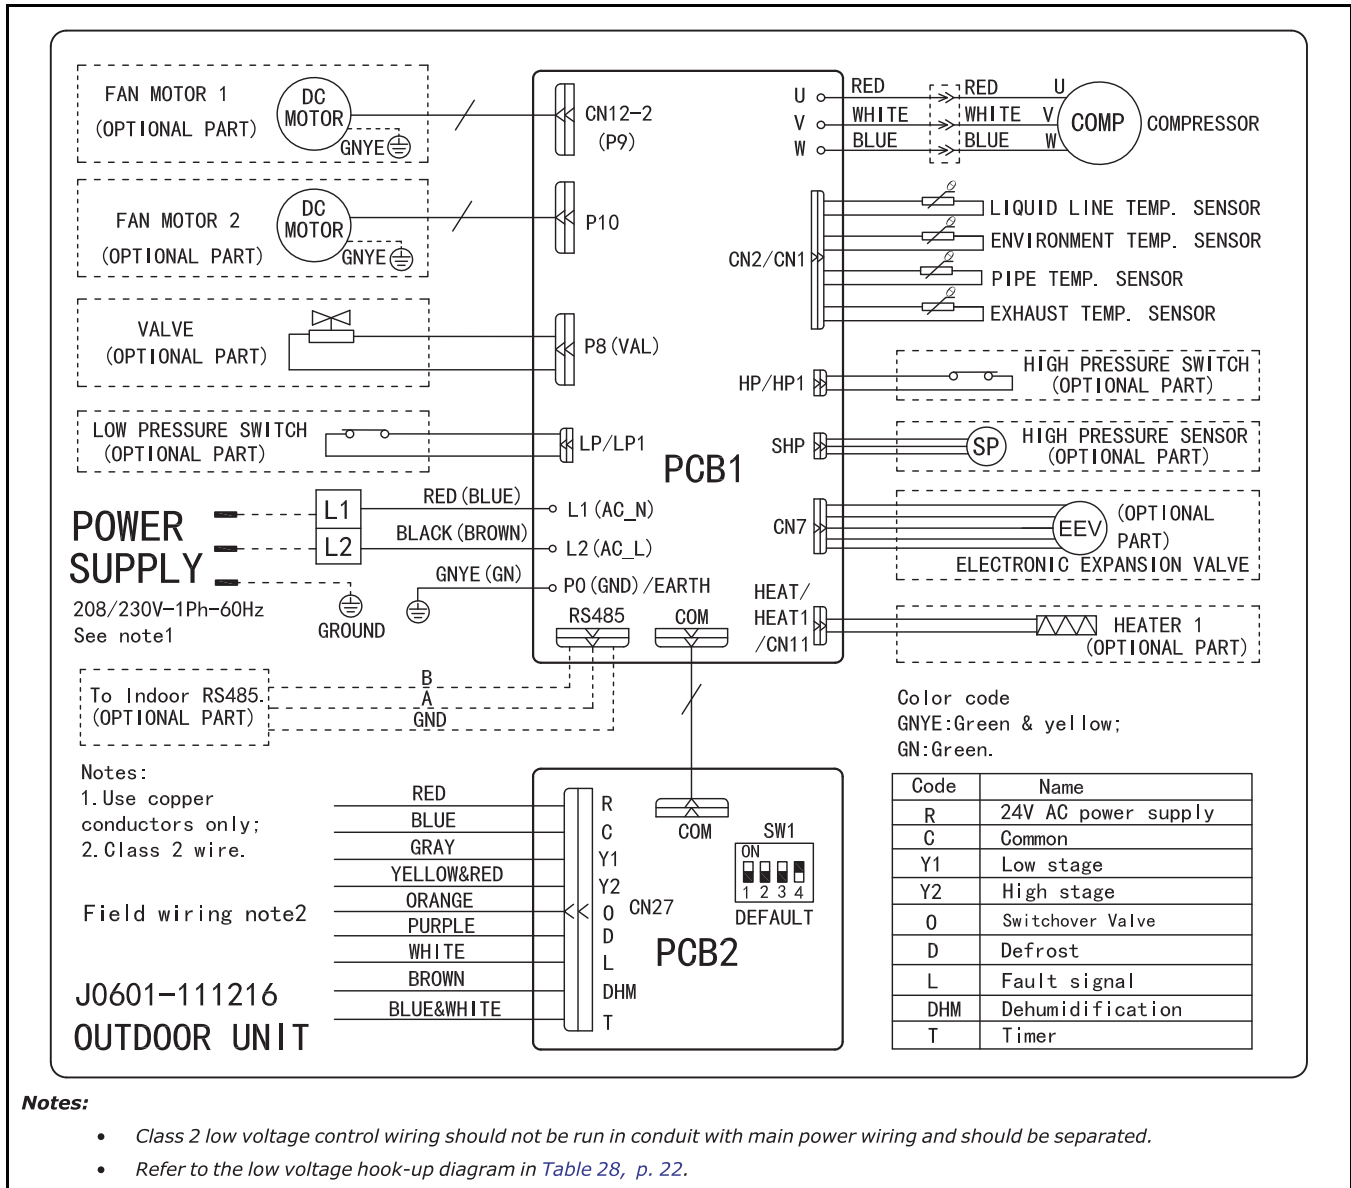 FAN MOTOR 1
(OPTIONAL PART)
DC
MOTOR
GNYE
CN12-2
(P9)
FAN MOTOR 2
(OPTIONAL PART)
DC
MOTOR
GNYE
P10
VALVE
(OPTIONAL PART)
P8(VAL)
LOW PRESSURE SWITCH
(OPTIONAL PART)
LP/LP1
PCB1
POWER
SUPPLY
208/230V-1Ph-60Hz
See note1
L1
L2
RED(BLUE)
BLACK(BROWN)
GNYE(GN)
GROUND
L1(AC_N)
L2(AC_L)
P0(GND)/EARTH
RS485
COM
U
V
W
RED
WHITE
BLUE
RED
WHITE
BLUE
U
V
W
COMP
COMPRESSOR
CN2/CN1
LIQUID LINE TEMP. SENSOR
ENVIRONMENT TEMP. SENSOR
PIPE TEMP. SENSOR
EXHAUST TEMP. SENSOR
HP/HP1
HIGH PRESSURE SWITCH
(OPTIONAL PART)
SHP
SP
HIGH PRESSURE SENSOR
(OPTIONAL PART)
CN7
EEV
(OPTIONAL
PART)
ELECTRONIC EXPANSION VALVE
HEAT/
HEAT1
/CN11
HEATER 1
(OPTIONAL PART)
To Indoor RS485.
(OPTIONAL PART)
B
A
GND
Color code
GNYE:Green & yellow;
GN:Green.
Notes:
1.Use copper
conductors only;
2.Class 2 wire.
Field wiring note2
J0601-111216
OUTDOOR UNIT
RED
BLUE
GRAY
YELLOW&RED
ORANGE
PURPLE
WHITE
BROWN
BLUE&WHITE
R
C
Y1
Y2
O
D
L
DHM
T
CN27
COM
SW1
ON
1 2 3 4
DEFAULT
PCB2
Code Name
R 24V AC power supply
C Common
Y1 Low stage
Y2 High stage
O Switchover Valve
D Defrost
L Fault signal
DHM Dehumidification
T Timer
Notes:
• Class 2 low voltage control wiring should not be run in conduit with main power wiring and should be separated.
• Refer to the low voltage hook-up diagram in Table 28, p. 22.